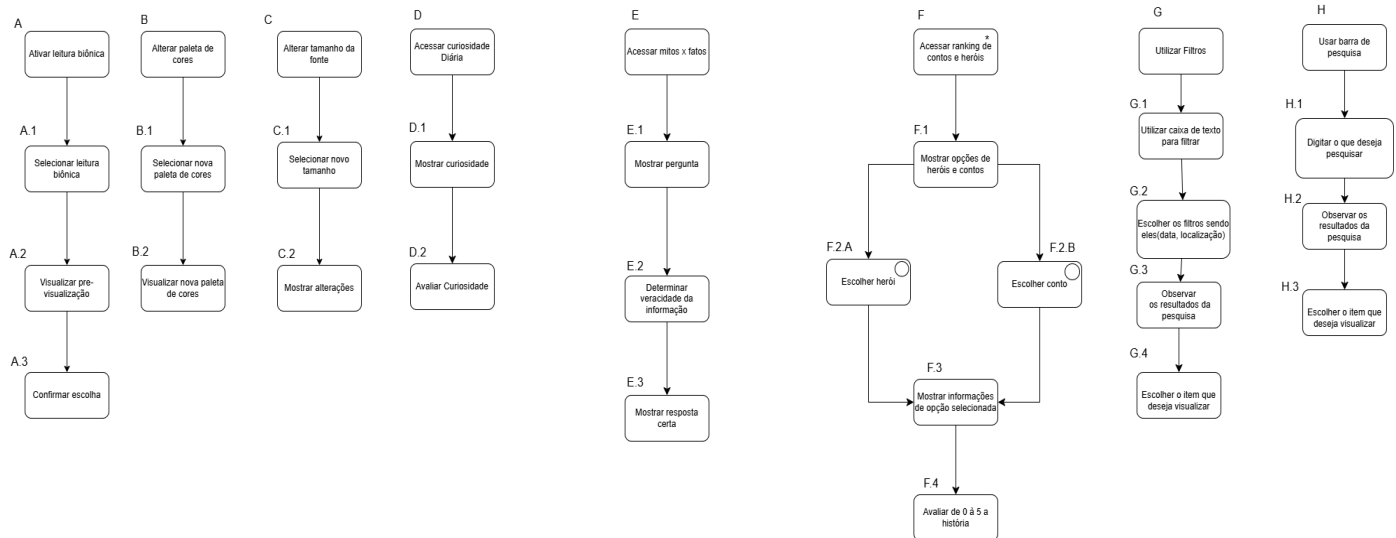 A
Ativar leitura biônica
A.1
Selecionar leitura
biônica
A.2
Visualizar pre-
visualização
A.3
Confirmar escolha
B
Alterar paleta de
cores
B.1
Selecionar nova
paleta de cores
B.2
Visualizar nova paleta
de cores
C
Alterar tamanho da
fonte
C.1
Selecionar novo
tamanho
C.2
Mostrar alterações
D
Acessar curiosidade
Diária
D.1
Mostrar curiosidade
D.2
Avaliar Curiosidade
E
Acessar mitos x fatos
E.1
Mostrar pergunta
E.2
Determinar
veracidade da
informação
E.3
Mostrar resposta
certa
F
*
Acessar ranking de
contos e heróis
F.1
Mostrar opções de
heróis e contos
F.2.A
Escolher herói
F.2.B
Escolher conto
F.3
Mostrar informações
de opção selecionada
F.4
Avaliar de 0 á 5 a
história
G
Utilizar Filtros
G.1
Utilizar caixa de texto
para filtrar
G.2
Escolher os filtros sendo
eles(data, localização)
G.3
Observar
os resultados da
pesquisa
G.4
Escolher o item que
deseja visualizar
H
Usar barra de
pesquisa
H.1
Digitar o que deseja
pesquisar
H.2
Observar os
resultados da
pesquisa
H.3
Escolher o item que
deseja visualizar